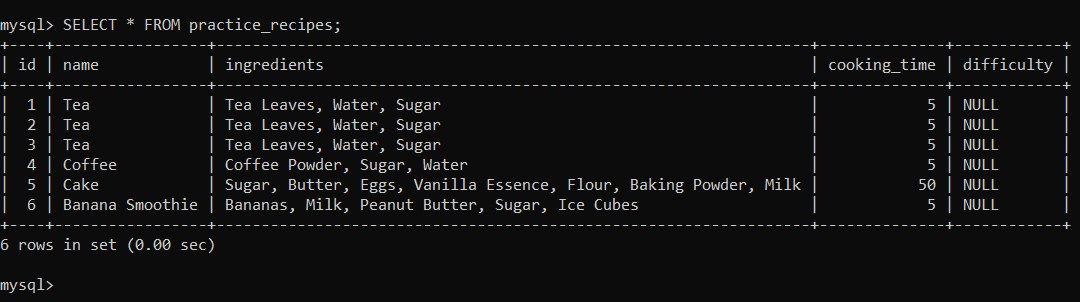 mysql> SELECT * FROM practice_recipes;
+----+-----------------+-------------------------------------------------------------------+--------------+------------+
| id | name            | ingredients                                                       | cooking_time | difficulty |
+----+-----------------+-------------------------------------------------------------------+--------------+------------+
|  1 | Tea             | Tea Leaves, Water, Sugar                                          |            5 | NULL       |
|  2 | Tea             | Tea Leaves, Water, Sugar                                          |            5 | NULL       |
|  3 | Tea             | Tea Leaves, Water, Sugar                                          |            5 | NULL       |
|  4 | Coffee          | Coffee Powder, Sugar, Water                                       |            5 | NULL       |
|  5 | Cake            | Sugar, Butter, Eggs, Vanilla Essence, Flour, Baking Powder, Milk |           50 | NULL       |
|  6 | Banana Smoothie | Bananas, Milk, Peanut Butter, Sugar, Ice Cubes                    |            5 | NULL       |
+----+-----------------+-------------------------------------------------------------------+--------------+------------+
6 rows in set (0.00 sec)
mysql>